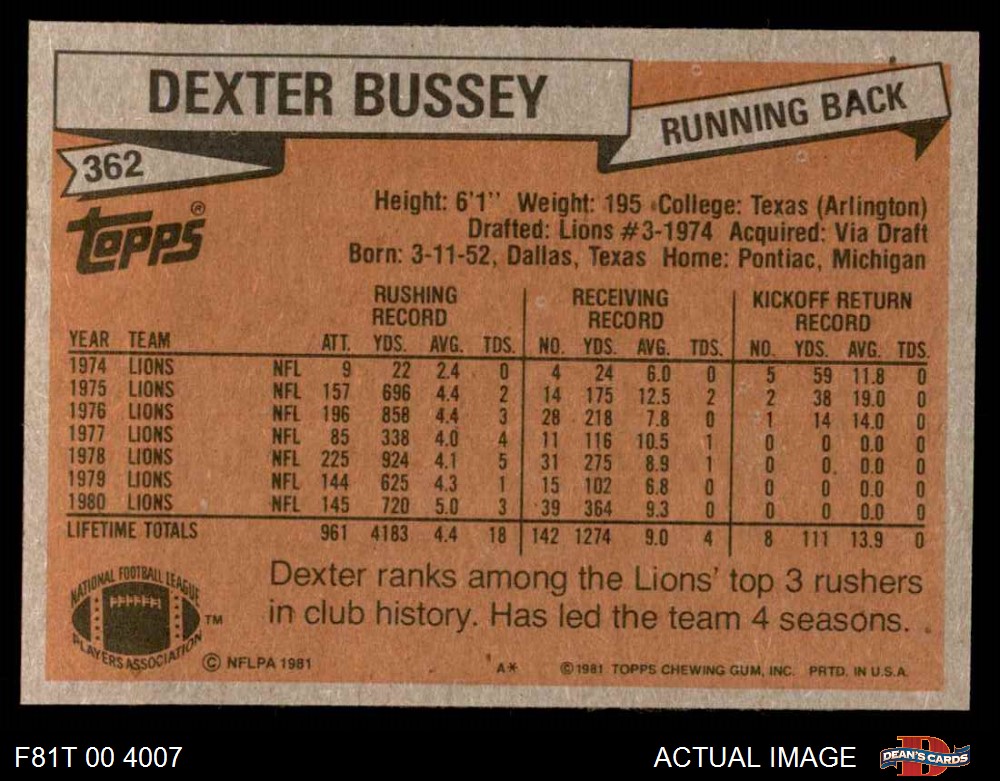 DEXTER BUSSEY
RUNNING BACK
362
Topps®
Height: 6'1'' Weight: 195 College: Texas (Arlington)
Drafted: Lions #3-1974 Acquired: Via Draft
Born: 3-11-52, Dallas, Texas Home: Pontiac, Michigan
RUSHING RECORD RECEIVING RECORD KICKOFF RETURN RECORD
YEAR TEAM ATT. YDS. AVG. TDS. NO. YDS. AVG. TDS. NO. YDS. AVG. TDS.
1974 LIONS NFL 9 22 2.4 0 4 24 6.0 0 5 59 11.8 0
1975 LIONS NFL 157 696 4.4 2 14 175 12.5 2 2 38 19.0 0
1976 LIONS NFL 196 858 4.4 3 28 218 7.8 0 1 14 14.0 0
1977 LIONS NFL 85 338 4.0 4 11 116 10.5 1 0 0 0.0 0
1978 LIONS NFL 225 924 4.1 5 31 275 8.9 1 0 0 0.0 0
1979 LIONS NFL 144 625 4.3 1 15 102 6.8 0 0 0 0.0 0
1980 LIONS NFL 145 720 5.0 3 39 364 9.3 0 0 0 0.0 0
LIFETIME TOTALS 961 4183 4.4 18 142 1274 9.0 4 8 111 13.9 0
Dexter ranks among the Lions' top 3 rushers
in club history. Has led the team 4 seasons.
NATIONAL FOOTBALL LEAGUE
PLAYERS ASSOCIATION ™
© NFLPA 1981 A* ©1981 TOPPS CHEWING GUM, INC. PRTD. IN U.S.A.
F81T 00 4007 ACTUAL IMAGE DEAN'S CARDS